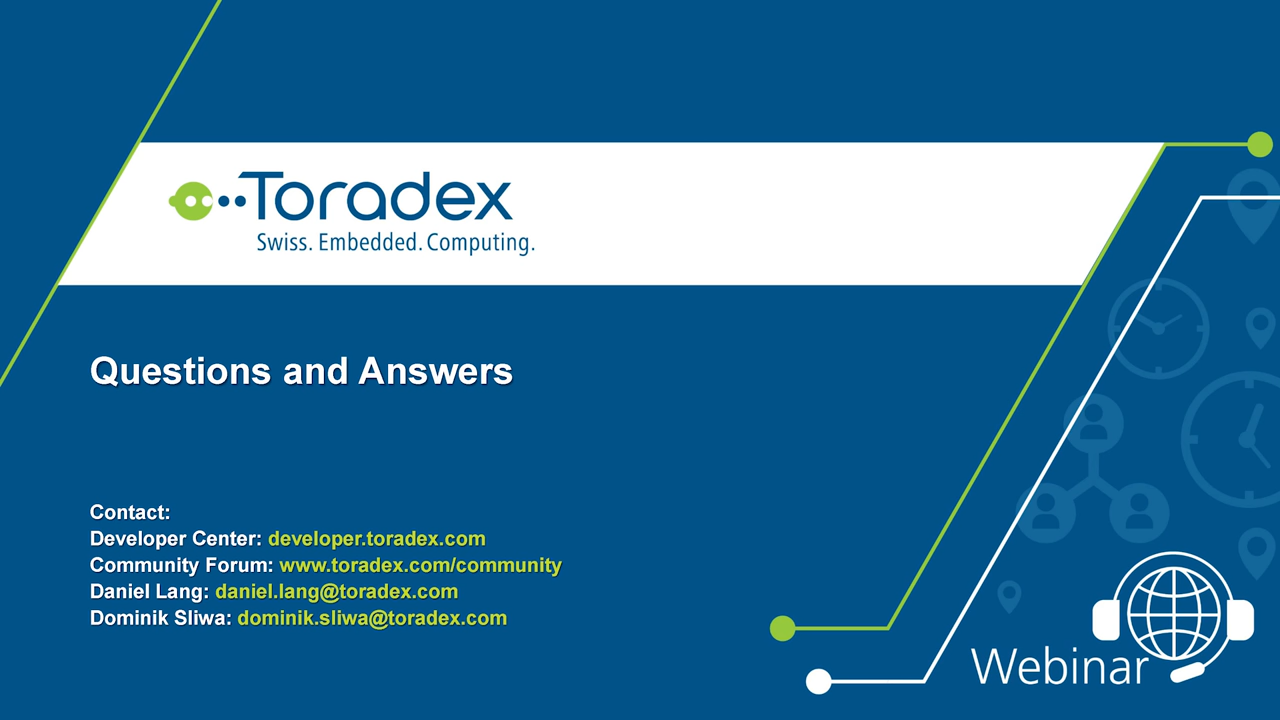 Toradex
Swiss. Embedded. Computing.
Questions and Answers
Contact:
Developer Center: developer.toradex.com
Community Forum: www.toradex.com/community
Daniel Lang: daniel.lang@toradex.com
Dominik Sliwa: dominik.sliwa@toradex.com
Webinar